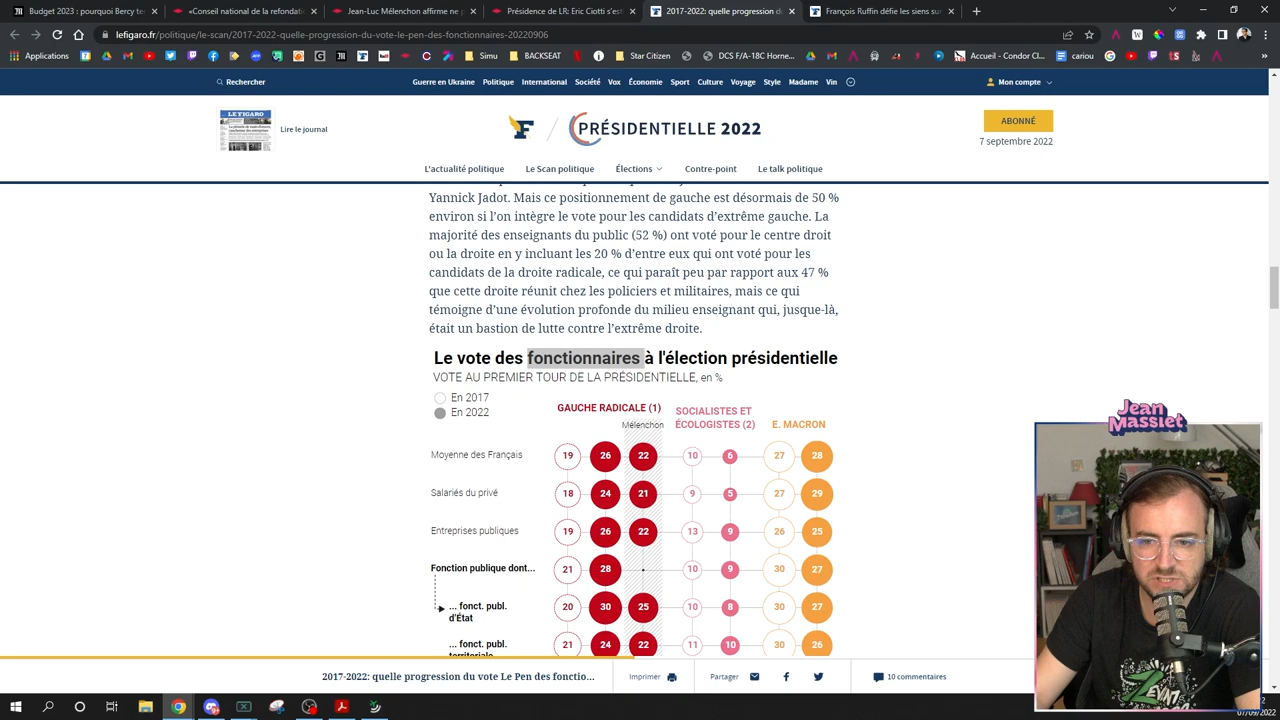 Budget 2023 : pourquoi Bercy ten
«Conseil national de la refondati
Jean-Luc Mélenchon menace d
Présidence de LR: Eric Ciotti s'est
2017-2022: quelle progression du
François Ruffin défie les siens su
lefigaro.fr/politique/le-scan/2017-2022-quelle-progression-du-vote-le-pen-des-fonctionnaires-20220906
Applications
Simu
BACKSEAT
Star Citizen
DCS F/A-18C Horne...
Accueil - Condor Cl...
cariou
Rechercher
Guerre en Ukraine Politique International Société Vox Économie Sport Culture Voyage Style Madame Vin
Mon compte
LE FIGARO
Lire le journal
PRÉSIDENTIELLE 2022
ABONNÉ
7 septembre 2022
L'actualité politique Le Scan politique Élections Contre-point Le talk politique
Yannick Jadot. Mais ce positionnement de gauche est désormais de 50 %
environ si l'on intègre le vote pour les candidats d'extrême gauche. La
majorité des enseignants du public (52 %) ont voté pour le centre droit
ou la droite en y incluant les 20 % d'entre eux qui ont voté pour les
candidats de la droite radicale, ce qui paraît peu par rapport aux 47 %
que cette droite réunit chez les policiers et militaires, mais ce qui
témoigne d'une évolution profonde du milieu enseignant qui, jusque-là,
était un bastion de lutte contre l'extrême droite.
Le vote des fonctionnaires à l'élection présidentielle
VOTE AU PREMIER TOUR DE LA PRÉSIDENTIELLE, en %
En 2017
En 2022
GAUCHE RADICALE (1)
Mélenchon
SOCIALISTES ET
ÉCOLOGISTES (2)
E. MACRON
Moyenne des Français 19 26 22 10 6 27 28
Salariés du privé 18 24 21 9 5 27 29
Entreprises publiques 19 26 22 13 9 26 25
Fonction publique dont... 21 28 10 9 30 27
... fonct. publ.
d'État 20 30 25 10 8 30 27
... fonct. publ.
territoriale 21 24 22 11 10 30 26
2017-2022: quelle progression du vote Le Pen des fonctio...
Imprimer
Partager
10 commentaires
Jean
Massiet
07/09/2022